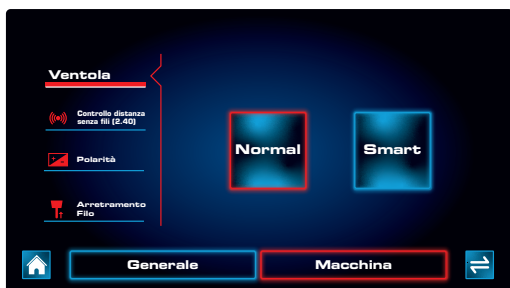 Ventola
Controllo distanza
senza fili (2.4G)
Polarità
Arretramento
Filo
Normal
Smart
Generale
Macchina